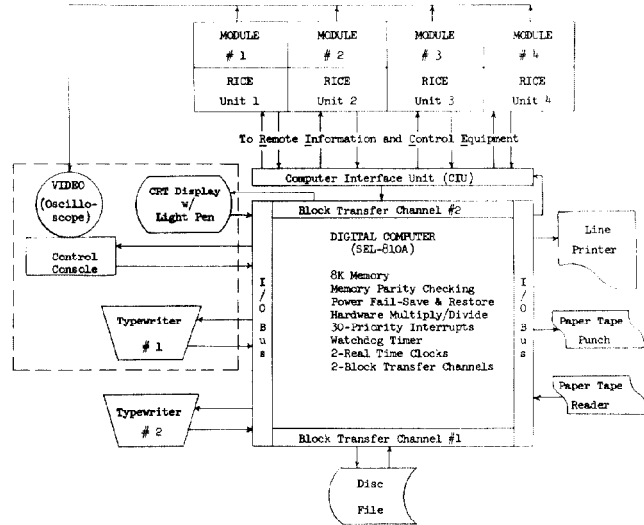 MODULE MODULE MODULE MODULE
# 1 # 2 # 3 # 4
RICE RICE RICE RICE
Unit 1 Unit 2 Unit 3 Unit 4
To Remote Information and Control Equipment
Computer Interface Unit (CIU)
VIDEO
(Oscillo-
scope)
Control
Console
CRT Display
w/
Light Pen
Block Transfer Channel #2
DIGITAL COMPUTER
(SEL-810A)
8K Memory
Memory Parity Checking
Power Fail-Save & Restore
Hardware Multiply/Divide
30-Priority Interrupts
Watchdog Timer
2-Real Time Clocks
2-Block Transfer Channels
I/O Bus
I/O Bus
Typewriter
# 1
Typewriter
# 2
Line
Printer
Paper Tape
Punch
Paper Tape
Reader
Block Transfer Channel #1
Disc
File